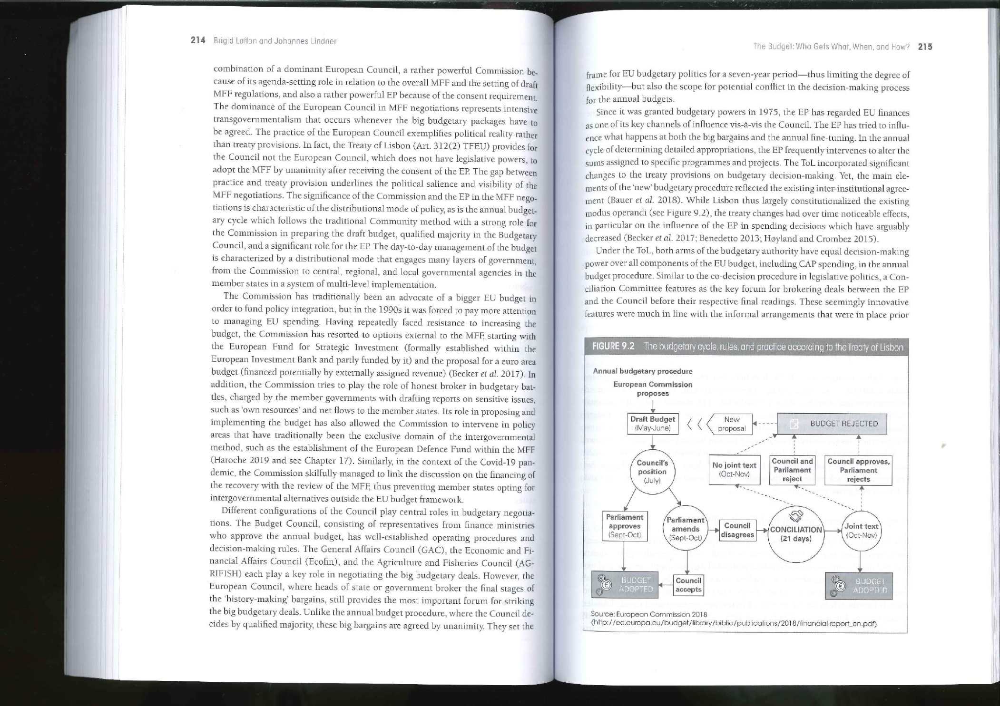 214 Brigid Laffan and Johannes Lindner
combination of a dominant European Council, a rather powerful Commission be-
cause of its agenda-setting role in relation to the overall MFF and the setting of draft
MFF regulations, and also a rather powerful EP because of the consent requirement.
The dominance of the European Council in MFF negotiations represents intensive
transgovernmentalism that occurs whenever the big budgetary packages have to
be agreed. The practice of the European Council exemplifies political reality rather
than treaty provisions. In fact, the Treaty of Lisbon (Art. 312(2) TFEU) provides for
the Council not the European Council, which does not have legislative powers, to
adopt the MFF by unanimity after receiving the consent of the EP. The gap between
practice and treaty provision underlines the political salience and visibility of the
MFF negotiations. The significance of the Commission and the EP in the MFF nego-
tiations is characteristic of the distributional mode of policy, as is the annual budget-
ary cycle which follows the traditional Community method with a strong role for
the Commission in preparing the draft budget, qualified majority in the Budgetary
Council, and a significant role for the EP. The day-to-day management of the budget
is characterized by a distributional mode that engages many layers of government,
from the Commission to central, regional, and local governmental agencies in the
member states in a system of multi-level implementation.
The Commission has traditionally been an advocate of a bigger EU budget in
order to fund policy integration, but in the 1990s it was forced to pay more attention
to managing EU spending. Having repeatedly faced resistance to increasing the
budget, the Commission has resorted to options external to the MFF, starting with
the European Fund for Strategic Investment (formally established within the
European Investment Bank and partly funded by it) and the proposal for a euro area
budget (financed potentially by externally assigned revenue) (Becker et al. 2017). In
addition, the Commission tries to play the role of honest broker in budgetary bat-
tles, charged by the member governments with drafting reports on sensitive issues,
such as 'own resources' and net flows to the member states. Its role in proposing and
implementing the budget has also allowed the Commission to intervene in policy
areas that have traditionally been the exclusive domain of the intergovernmental
method, such as the establishment of the European Defence Fund within the MFF
(Haroche 2019 and see Chapter 17). Similarly, in the context of the Covid-19 pan-
demic, the Commission skilfully managed to link the discussion on the financing of
the recovery with the review of the MFF, thus preventing member states opting for
intergovernmental alternatives outside the EU budget framework.
Different configurations of the Council play central roles in budgetary negotia-
tions. The Budget Council, consisting of representatives from finance ministries
who approve the annual budget, has well-established operating procedures and
decision-making rules. The General Affairs Council (GAC), the Economic and Fi-
nancial Affairs Council (Ecofin), and the Agriculture and Fisheries Council (AG-
RIFISH) each play a key role in negotiating the big budgetary deals. However, the
European Council, where heads of state or government broker the final stages of
the 'history-making' bargains, still provides the most important forum for striking
the big budgetary deals. Unlike the annual budget procedure, where the Council de-
cides by qualified majority, these big bargains are agreed by unanimity. They set the
The Budget: Who Gets What, When, and How? 215
frame for EU budgetary politics for a seven-year period—thus limiting the degree of
flexibility—but also the scope for potential conflict in the decision-making process
for the annual budgets.
Since it was granted budgetary powers in 1975, the EP has regarded EU finances
as one of its key channels of influence vis-à-vis the Council. The EP has tried to influ-
ence what happens at both the big bargains and the annual fine-tuning. In the annual
cycle of determining detailed appropriations, the EP frequently intervenes to alter the
sums assigned to specific programmes and projects. The ToL incorporated significant
changes to the treaty provisions on budgetary decision-making. Yet, the main ele-
ments of the 'new' budgetary procedure reflected the existing inter-institutional agree-
ment (Bauer et al. 2018). While Lisbon thus largely constitutionalized the existing
modus operandi (see Figure 9.2), the treaty changes had over time noticeable effects,
in particular on the influence of the EP in spending decisions which have arguably
decreased (Becker et al. 2017; Benedetto 2013; Høyland and Crombez 2015).
Under the ToL, both arms of the budgetary authority have equal decision-making
power over all components of the EU budget, including CAP spending, in the annual
budget procedure. Similar to the co-decision procedure in legislative politics, a Con-
ciliation Committee features as the key forum for brokering deals between the EP
and the Council before their respective final readings. These seemingly innovative
features were much in line with the informal arrangements that were in place prior
FIGURE 9.2 The budgetary cycle, rules, and practice according to the Treaty of Lisbon
Annual budgetary procedure
European Commission
proposes
Draft Budget
(May-June)
New
proposal
BUDGET REJECTED
Council's
position
(July)
No joint text
(Oct-Nov)
Council and
Parliament
reject
Council approves,
Parliament
rejects
Parliament
approves
(Sept-Oct)
Parliament
amends
(Sept-Oct)
Council
disagrees
CONCILIATION
(21 days)
Joint text
(Oct-Nov)
BUDGET
ADOPTED
Council
accepts
BUDGET
ADOPTED
Source: European Commission 2018
(http://ec.europa.eu/budget/library/biblio/publications/2018/financial-report_en.pdf)